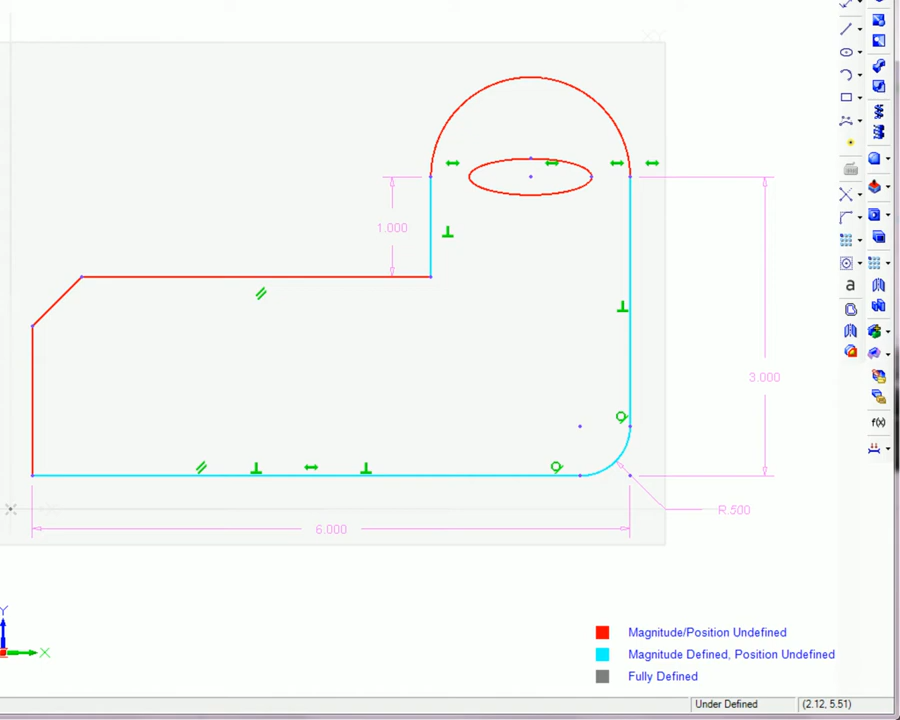 XY
1.000
3.000
R.500
6.000
Y
X
Magnitude/Position Undefined
Magnitude Defined, Position Undefined
Fully Defined
Under Defined
(2.12, 5.51)
a
f(x)